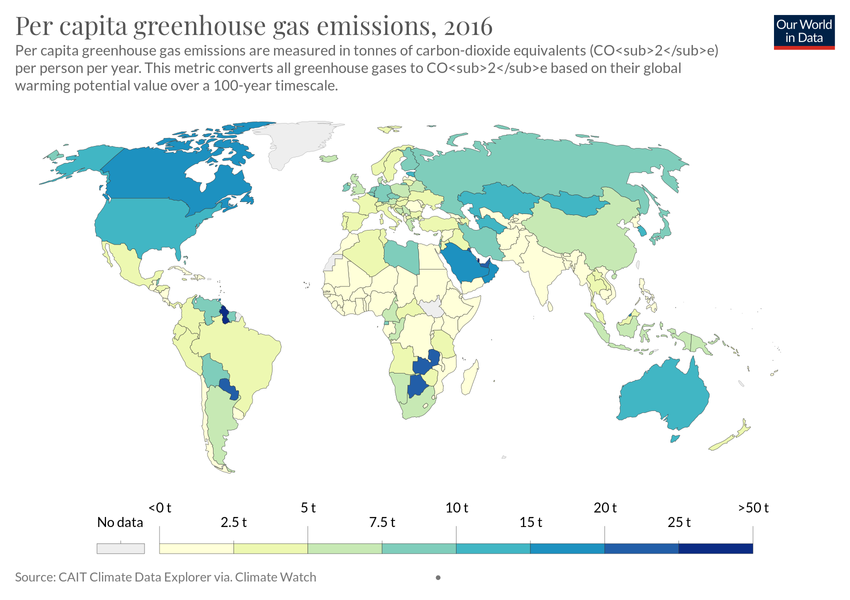 Per capita greenhouse gas emissions, 2016
Our World
in Data
Per capita greenhouse gas emissions are measured in tonnes of carbon-dioxide equivalents (CO<sub>2</sub>e)
per person per year. This metric converts all greenhouse gases to CO<sub>2</sub>e based on their global
warming potential value over a 100-year timescale.
<0 t 5 t 10 t 20 t >50 t
No data 2.5 t 7.5 t 15 t 25 t
Source: CAIT Climate Data Explorer via. Climate Watch •